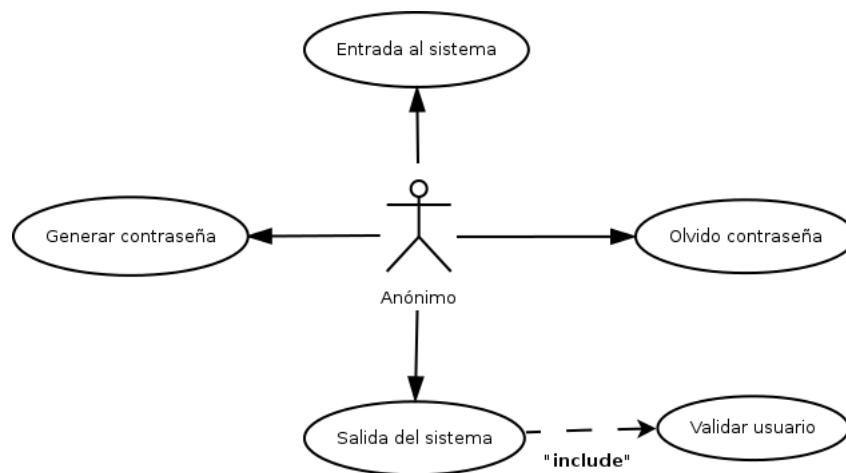 Entrada al sistema
Generar contraseña
Olvido contraseña
Anónimo
Salida del sistema
Validar usuario
"include"